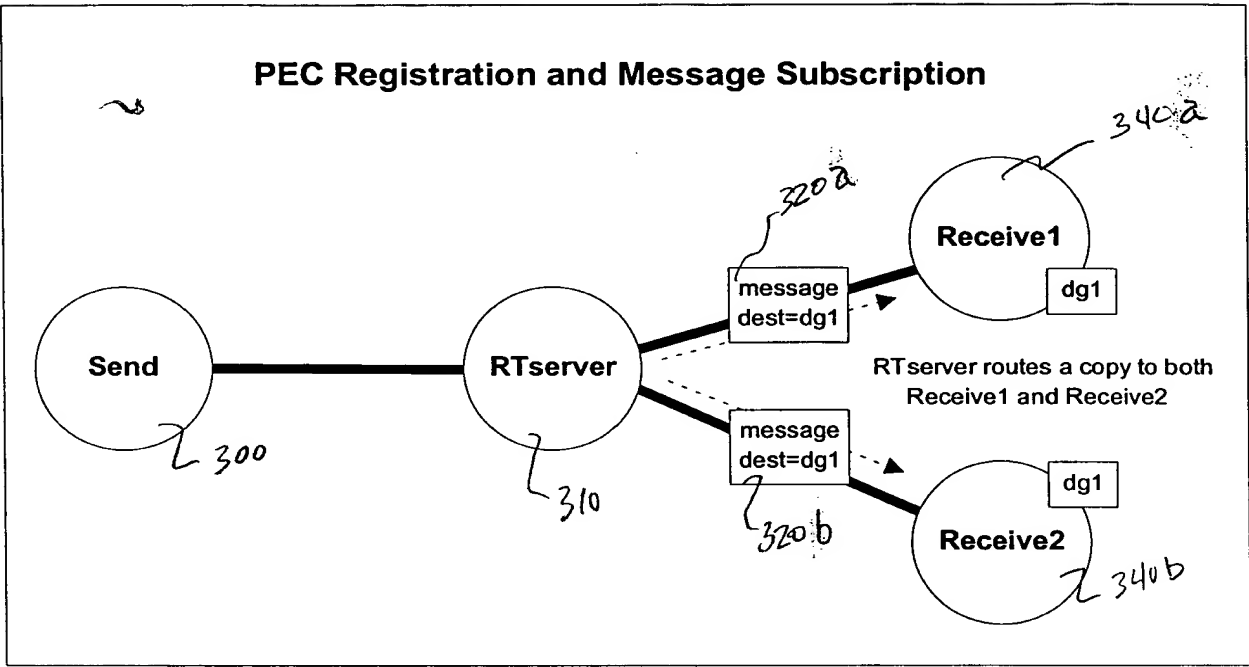 PEC Registration and Message Subscription
340a
320a
Receive1
message
dest=dg1
dg1
Send
RTserver
RTserver routes a copy to both
Receive1 and Receive2
300
310
message
dest=dg1
320b
dg1
Receive2
340b